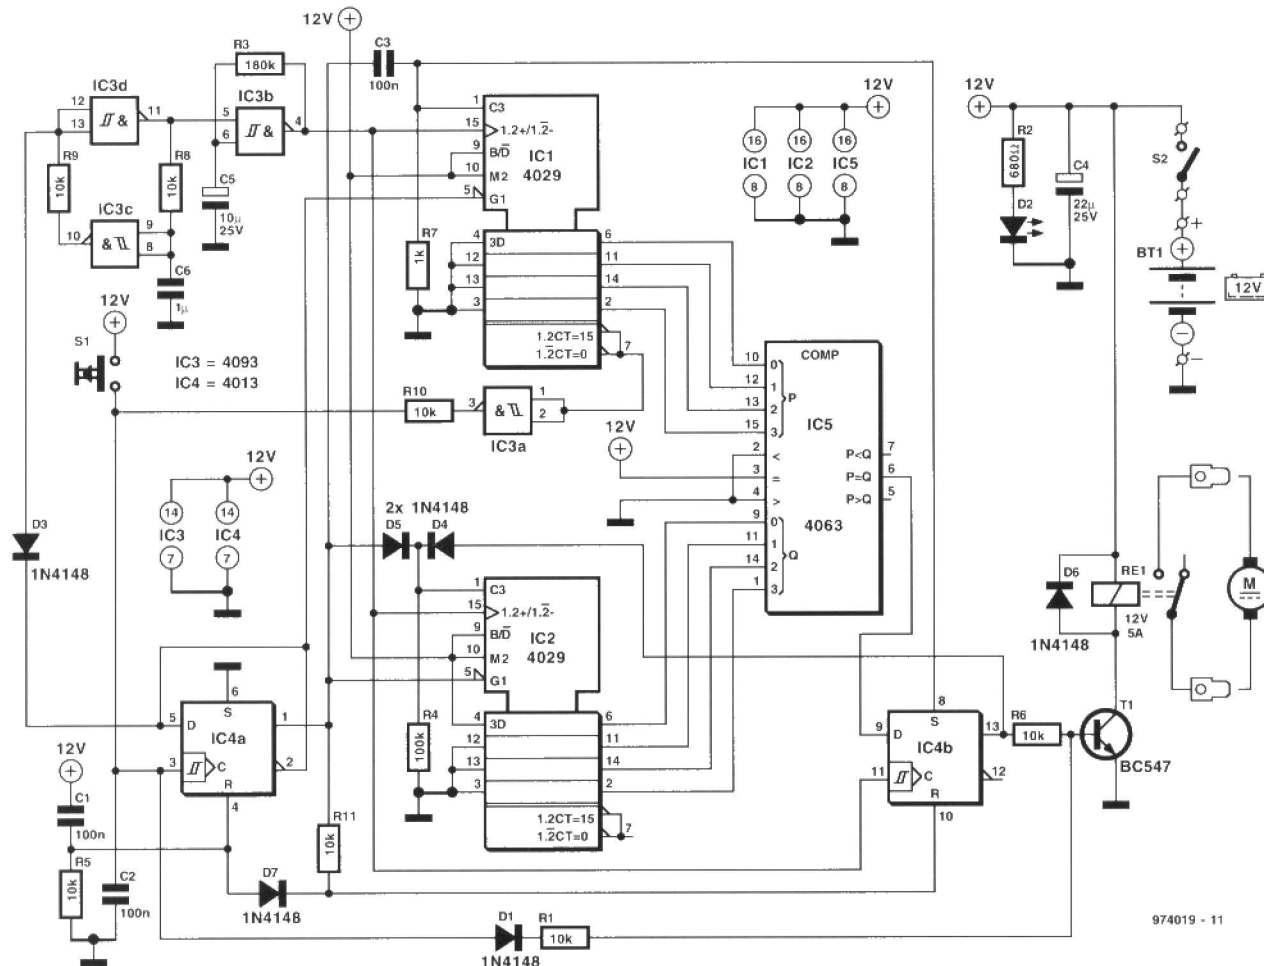 12V
C3
100n
R3
180k
IC3d
12
13
&
11
IC3b
5
6
&
4
R9
10k
R8
10k
C5
10µ
25V
IC3c
10
&
9
8
C6
1µ
12V
S1
IC3 = 4093
IC4 = 4013
1
C3
15
1.2+/1.2-
9
B/D
10
M2
5
G1
IC1
4029
R7
1k
4
3D
6
12
11
13
14
3
2
1.2CT=15
1.2CT=0
7
R10
10k
3
&
1
2
IC3a
12V
16
16
16
IC1
IC2
IC5
8
8
8
12V
R2
680Ω
D2
C4
22µ
25V
S2
+
BT1
12V
−
COMP
10
0
12
1
P
13
2
15
3
2
<
3
=
4
>
9
0
11
1
Q
14
2
1
3
IC5
4063
P<Q
7
P=Q
6
P>Q
5
12V
12V
14
14
IC3
IC4
7
7
D3
1N4148
2x 1N4148
D5
D4
1
C3
15
1.2+/1.2-
9
B/D
10
M2
5
G1
IC2
4029
R4
100k
4
3D
6
12
11
13
14
3
2
1.2CT=15
1.2CT=0
7
6
S
5
D
1
IC4a
3
C
2
R
4
12V
C1
100n
R5
10k
C2
100n
D7
1N4148
R11
10k
D1
1N4148
R1
10k
8
S
9
D
13
IC4b
11
C
12
R
10
R6
10k
T1
BC547
D6
1N4148
RE1
12V
5A
M
974019 - 11